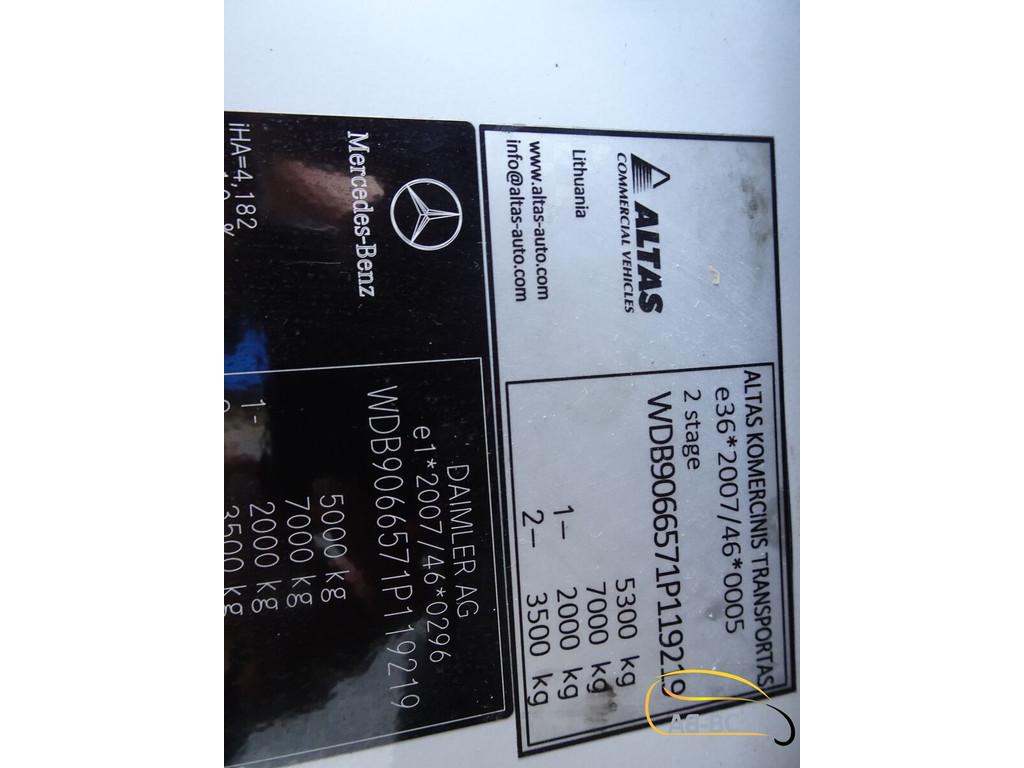 ALTAS KOMERCINIS TRANSPORTAS
e36*2007/46*0005
2 stage
WDB9066571P119219
5300 kg
7000 kg
1– 2000 kg
2– 3500 kg
ALTAS
COMMERCIAL VEHICLES
Lithuania
www.altas-auto.com
info@altas-auto.com
Mercedes-Benz
DAIMLER AG
e1*2007/46*0296
WDB9066571P119219
5000 kg
7000 kg
1- 2000 kg
3500 kg
iHA=4,182